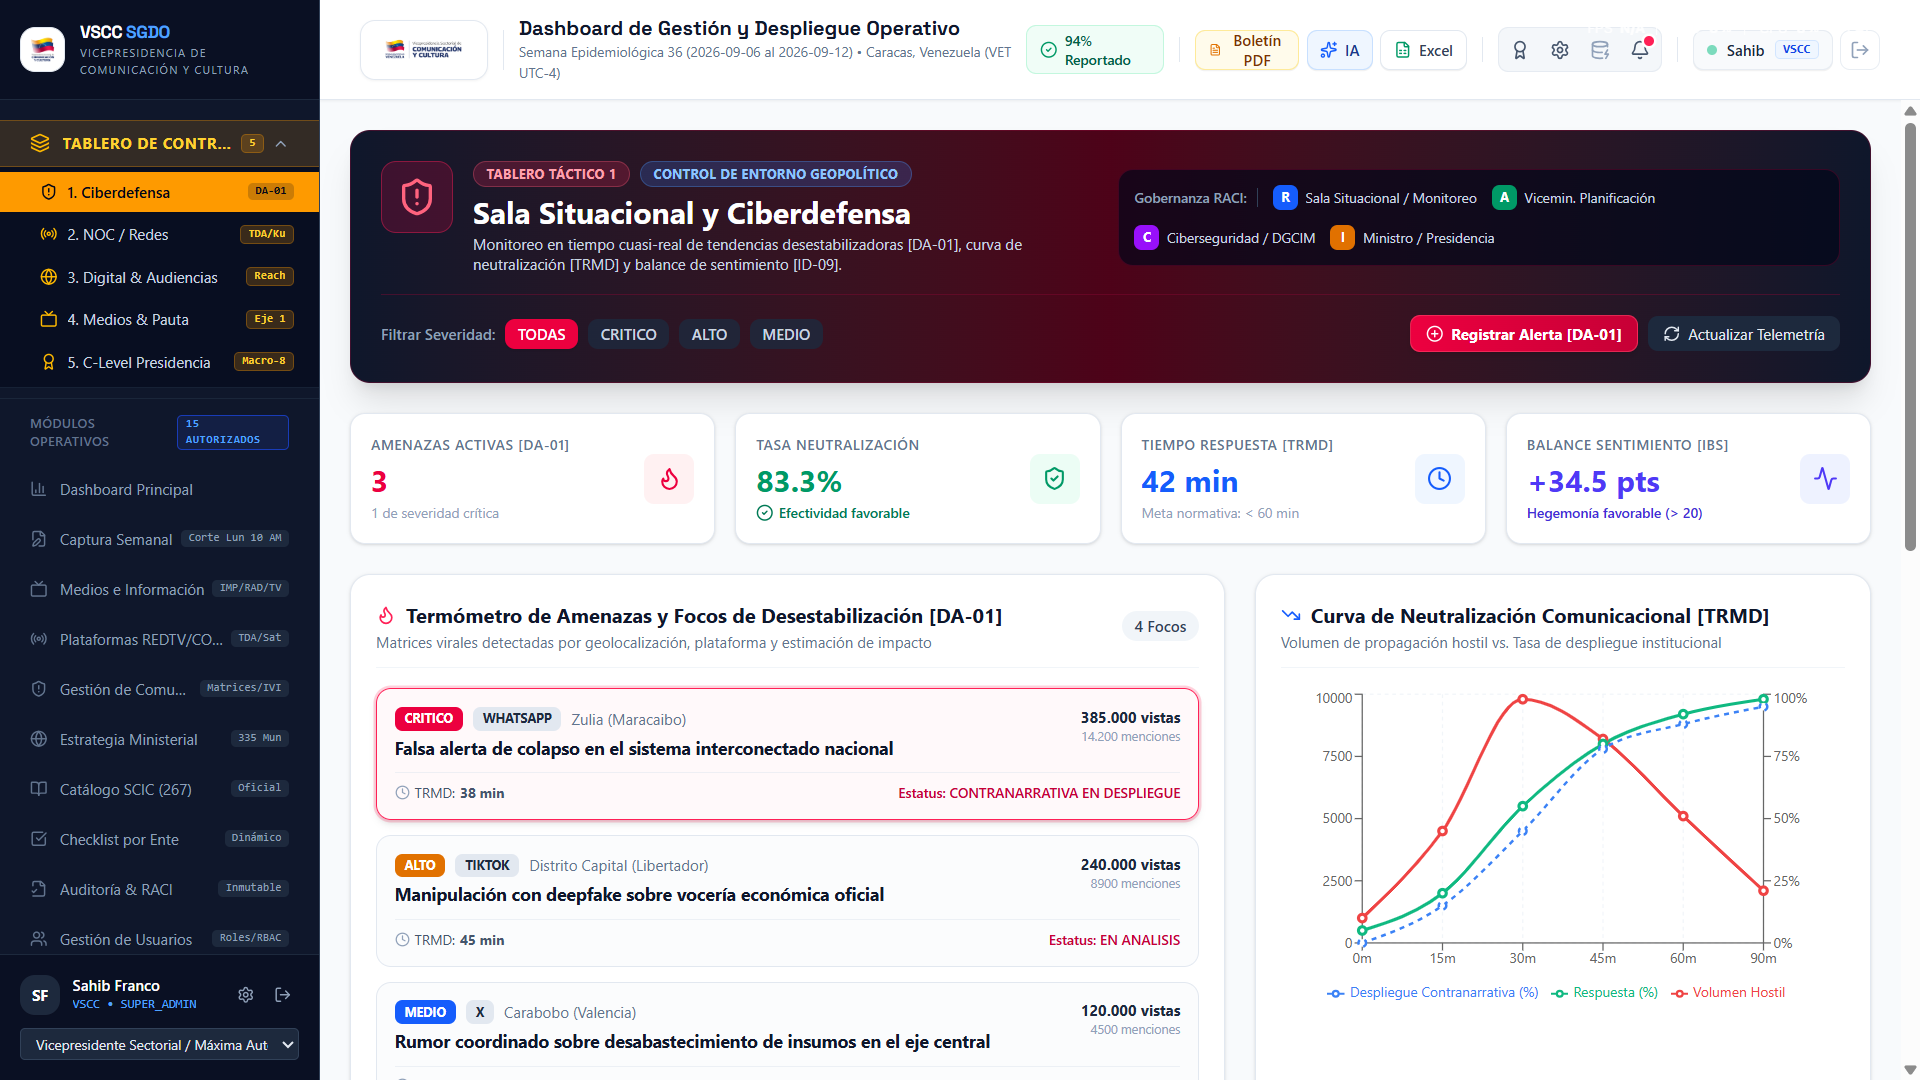 VSCC SGDO
VICEPRESIDENCIA DE
COMUNICACIÓN Y CULTURA
TABLERO DE CONTR... 5
1. Ciberdefensa DA-01
2. NOC / Redes TDA/Ku
3. Digital & Audiencias Reach
4. Medios & Pauta Eje 1
5. C-Level Presidencia Macro-8
MÓDULOS
OPERATIVOS
15
AUTORIZADOS
Dashboard Principal
Captura Semanal Corte Lun 10 AM
Medios e Información IMP/RAD/TV
Plataformas REDTV/CO... TDA/Sat
Gestión de Comu... Matrices/IVI
Estrategia Ministerial 335 Mun
Catálogo SCIC (267) Oficial
Checklist por Ente Dinámico
Auditoría & RACI Inmutable
Gestión de Usuarios Roles/RBAC
SF
Sahib Franco
VSCC • SUPER_ADMIN
Vicepresidente Sectorial / Máxima Aut
COMUNICACIÓN
Y CULTURA
Dashboard de Gestión y Despliegue Operativo
Semana Epidemiológica 36 (2026-09-06 al 2026-09-12) • Caracas, Venezuela (VET
UTC-4)
94%
Reportado
Boletín
PDF
IA
Excel
Sahib VSCC
TABLERO TÁCTICO 1 CONTROL DE ENTORNO GEOPOLÍTICO
Sala Situacional y Ciberdefensa
Monitoreo en tiempo cuasi-real de tendencias desestabilizadoras [DA-01], curva de
neutralización [TRMD] y balance de sentimiento [ID-09].
Gobernanza RACI: R Sala Situacional / Monitoreo A Vicemin. Planificación
C Ciberseguridad / DGCIM I Ministro / Presidencia
Filtrar Severidad: TODAS CRITICO ALTO MEDIO
Registrar Alerta [DA-01] Actualizar Telemetría
AMENAZAS ACTIVAS [DA-01]
3
1 de severidad crítica
TASA NEUTRALIZACIÓN
83.3%
Efectividad favorable
TIEMPO RESPUESTA [TRMD]
42 min
Meta normativa: < 60 min
BALANCE SENTIMIENTO [IBS]
+34.5 pts
Hegemonía favorable (> 20)
Termómetro de Amenazas y Focos de Desestabilización [DA-01]
Matrices virales detectadas por geolocalización, plataforma y estimación de impacto
4 Focos
CRITICO WHATSAPP Zulia (Maracaibo) 385.000 vistas
14.200 menciones
Falsa alerta de colapso en el sistema interconectado nacional
TRMD: 38 min Estatus: CONTRANARRATIVA EN DESPLIEGUE
ALTO TIKTOK Distrito Capital (Libertador) 240.000 vistas
8900 menciones
Manipulación con deepfake sobre vocería económica oficial
TRMD: 45 min Estatus: EN ANALISIS
MEDIO X Carabobo (Valencia) 120.000 vistas
4500 menciones
Rumor coordinado sobre desabastecimiento de insumos en el eje central
Curva de Neutralización Comunicacional [TRMD]
Volumen de propagación hostil vs. Tasa de despliegue institucional
10000 100%
7500 75%
5000 50%
2500 25%
0 0%
0m 15m 30m 45m 60m 90m
Despliegue Contranarrativa (%) Respuesta (%) Volumen Hostil